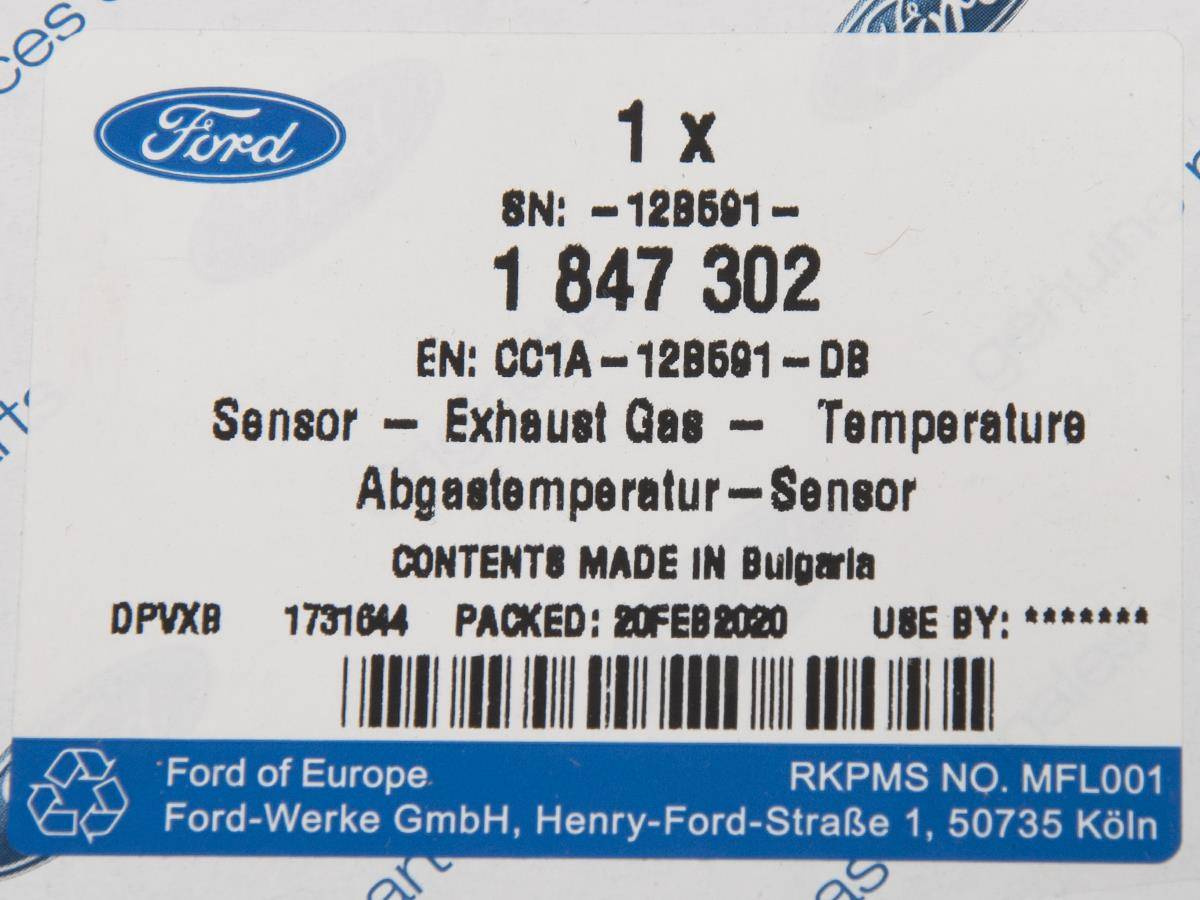 Ford
1 x
SN: -12B591-
1 847 302
EN: CC1A-12B591-DB
Sensor - Exhaust Gas - Temperature
Abgastemperatur-Sensor
CONTENTS MADE IN Bulgaria
DPVXB 1731644 PACKED: 20FEB2020 USE BY: *******
Ford of Europe RKPMS NO. MFL001
Ford-Werke GmbH, Henry-Ford-Straße 1, 50735 Köln